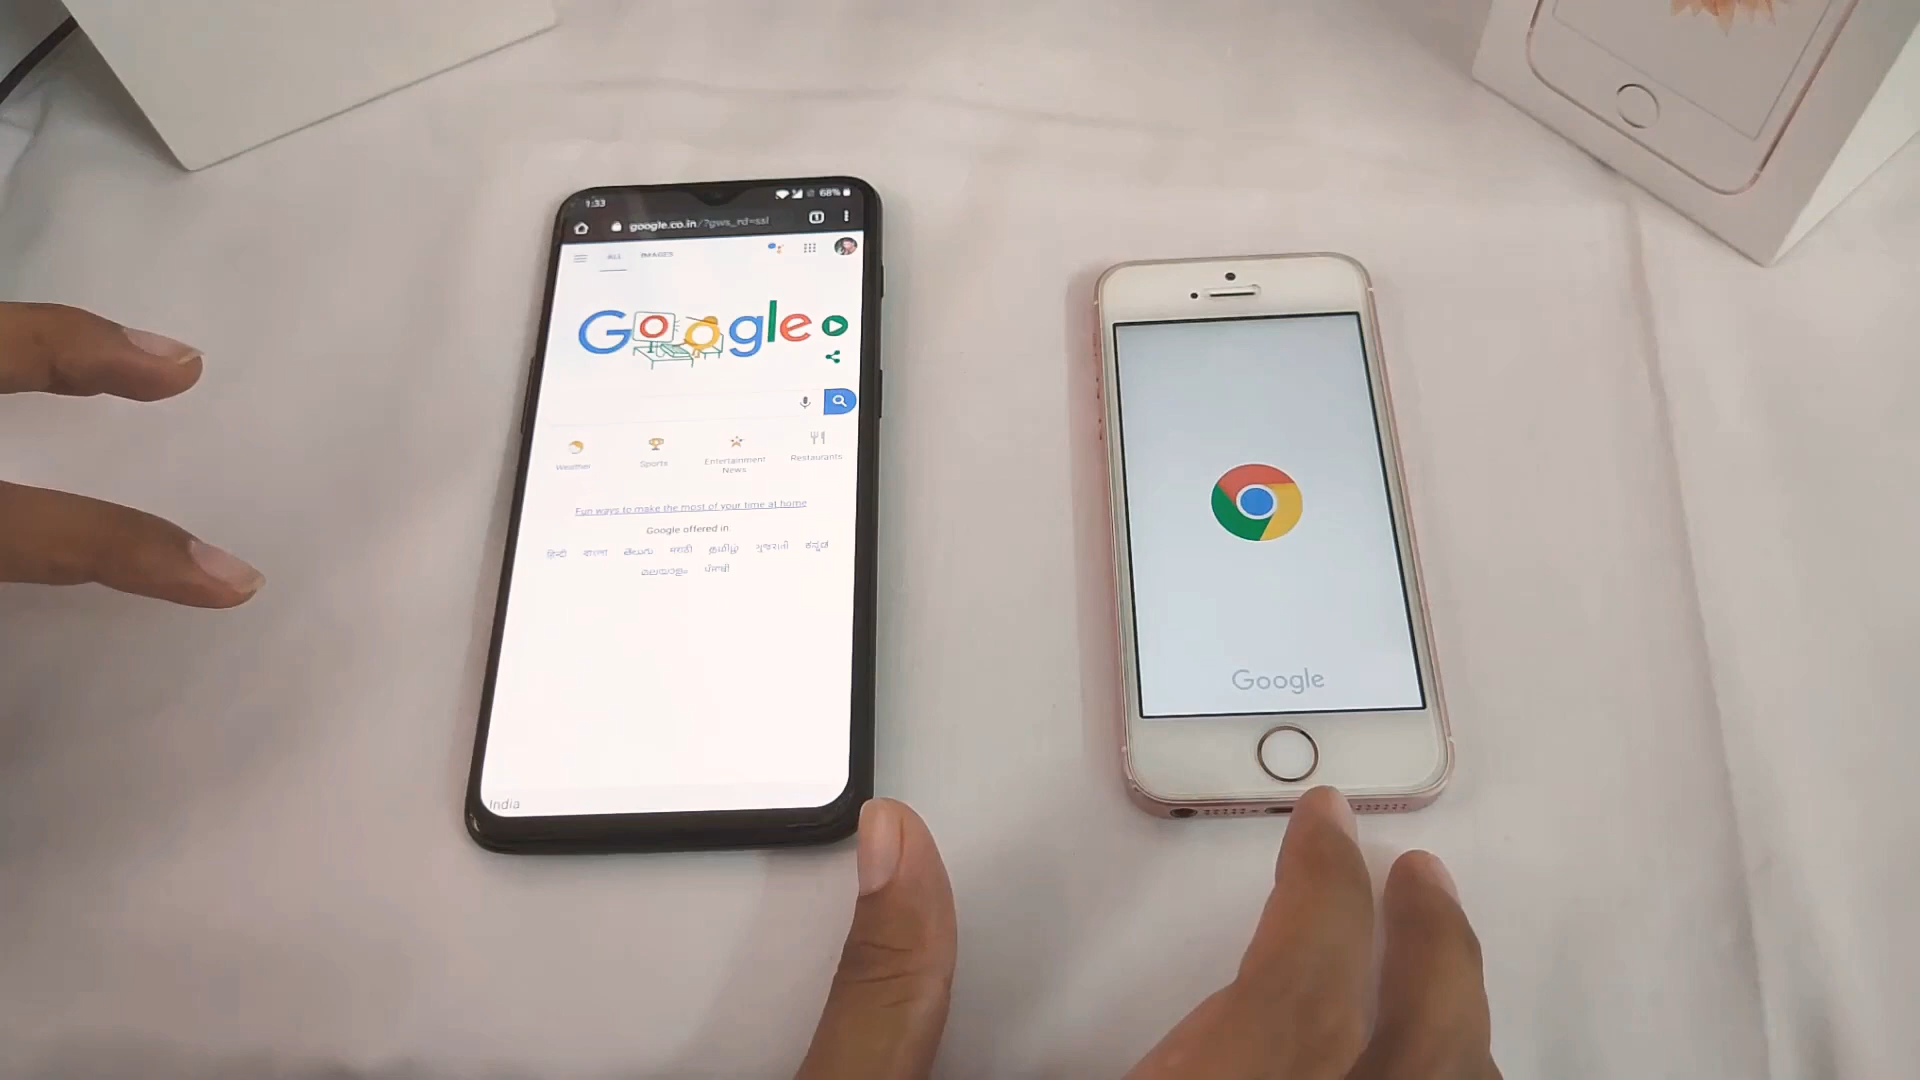 1:33
68%
google.co.in/?gws_rd=ssl
ALL IMAGES
Google
Weather Sports Entertainment News Restaurants
Fun ways to make the most of your time at home
Google offered in
हिन्दी বাংলা తెలుగు मराठी தமிழ் ગુજરાતી ಕನ್ನಡ
മലയാളം ਪੰਜਾਬੀ
India
Google